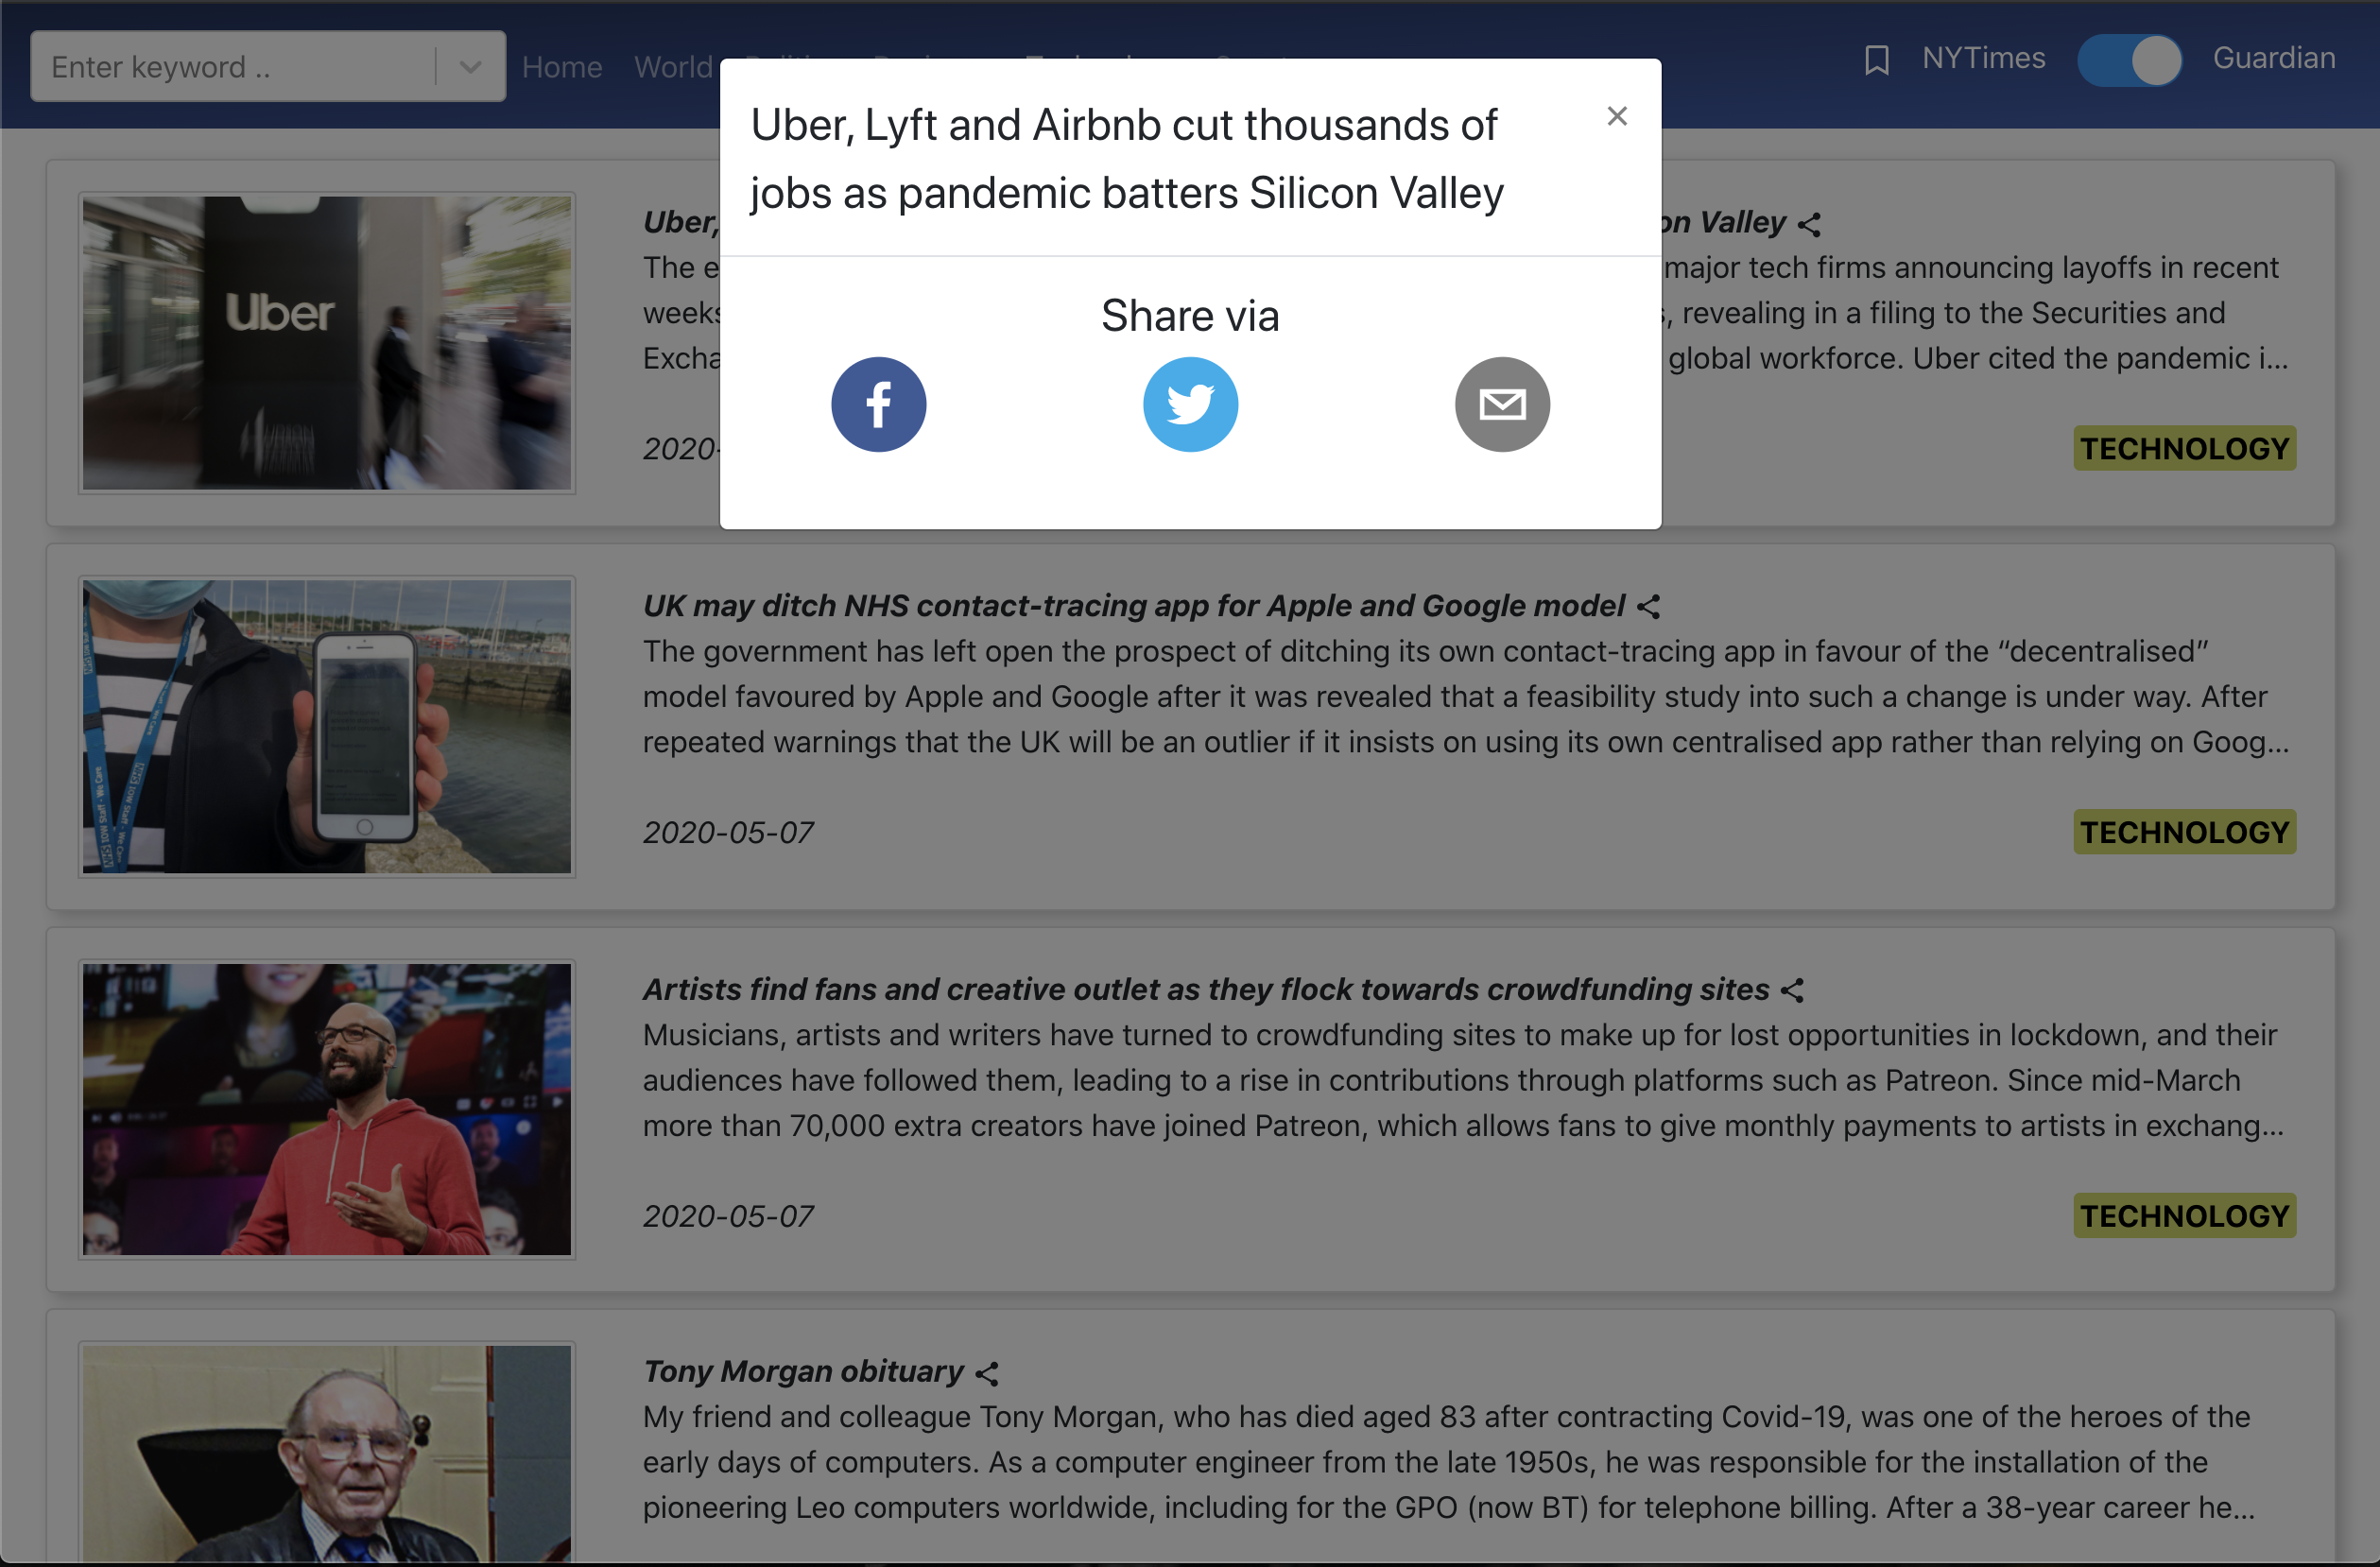 Enter keyword ..
Home
World
NYTimes
Guardian
Uber, Lyft and Airbnb cut thousands of
jobs as pandemic batters Silicon Valley
×
Share via
Uber
Uber,
on Valley
The e
major tech firms announcing layoffs in recent
weeks
, revealing in a filing to the Securities and
Excha
global workforce. Uber cited the pandemic i...
2020-
TECHNOLOGY
UK may ditch NHS contact-tracing app for Apple and Google model
The government has left open the prospect of ditching its own contact-tracing app in favour of the “decentralised”
model favoured by Apple and Google after it was revealed that a feasibility study into such a change is under way. After
repeated warnings that the UK will be an outlier if it insists on using its own centralised app rather than relying on Goog...
2020-05-07
TECHNOLOGY
Artists find fans and creative outlet as they flock towards crowdfunding sites
Musicians, artists and writers have turned to crowdfunding sites to make up for lost opportunities in lockdown, and their
audiences have followed them, leading to a rise in contributions through platforms such as Patreon. Since mid-March
more than 70,000 extra creators have joined Patreon, which allows fans to give monthly payments to artists in exchang...
2020-05-07
TECHNOLOGY
Tony Morgan obituary
My friend and colleague Tony Morgan, who has died aged 83 after contracting Covid-19, was one of the heroes of the
early days of computers. As a computer engineer from the late 1950s, he was responsible for the installation of the
pioneering Leo computers worldwide, including for the GPO (now BT) for telephone billing. After a 38-year career he...